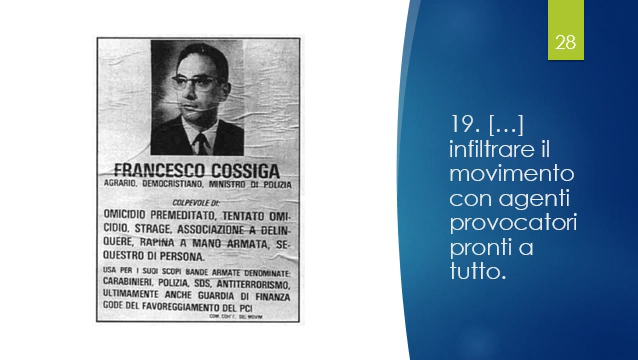 FRANCESCO COSSIGA
AGRARIO, DEMOCRISTIANO, MINISTRO DI POLIZIA
COLPEVOLE DI:
OMICIDIO PREMEDITATO, TENTATO OMI-
CIDIO, STRAGE, ASSOCIAZIONE A DELIN-
QUERE, RAPINA A MANO ARMATA, SE-
QUESTRO DI PERSONA.
USA PER I SUOI SCOPI BANDE ARMATE DENOMINATE:
CARABINIERI, POLIZIA, SDS, ANTITERRORISMO,
ULTIMAMENTE ANCHE GUARDIA DI FINANZA
GODE DEL FAVOREGGIAMENTO DEL PCI
28
19. […]
infiltrare il
movimento
con agenti
provocatori
pronti a
tutto.